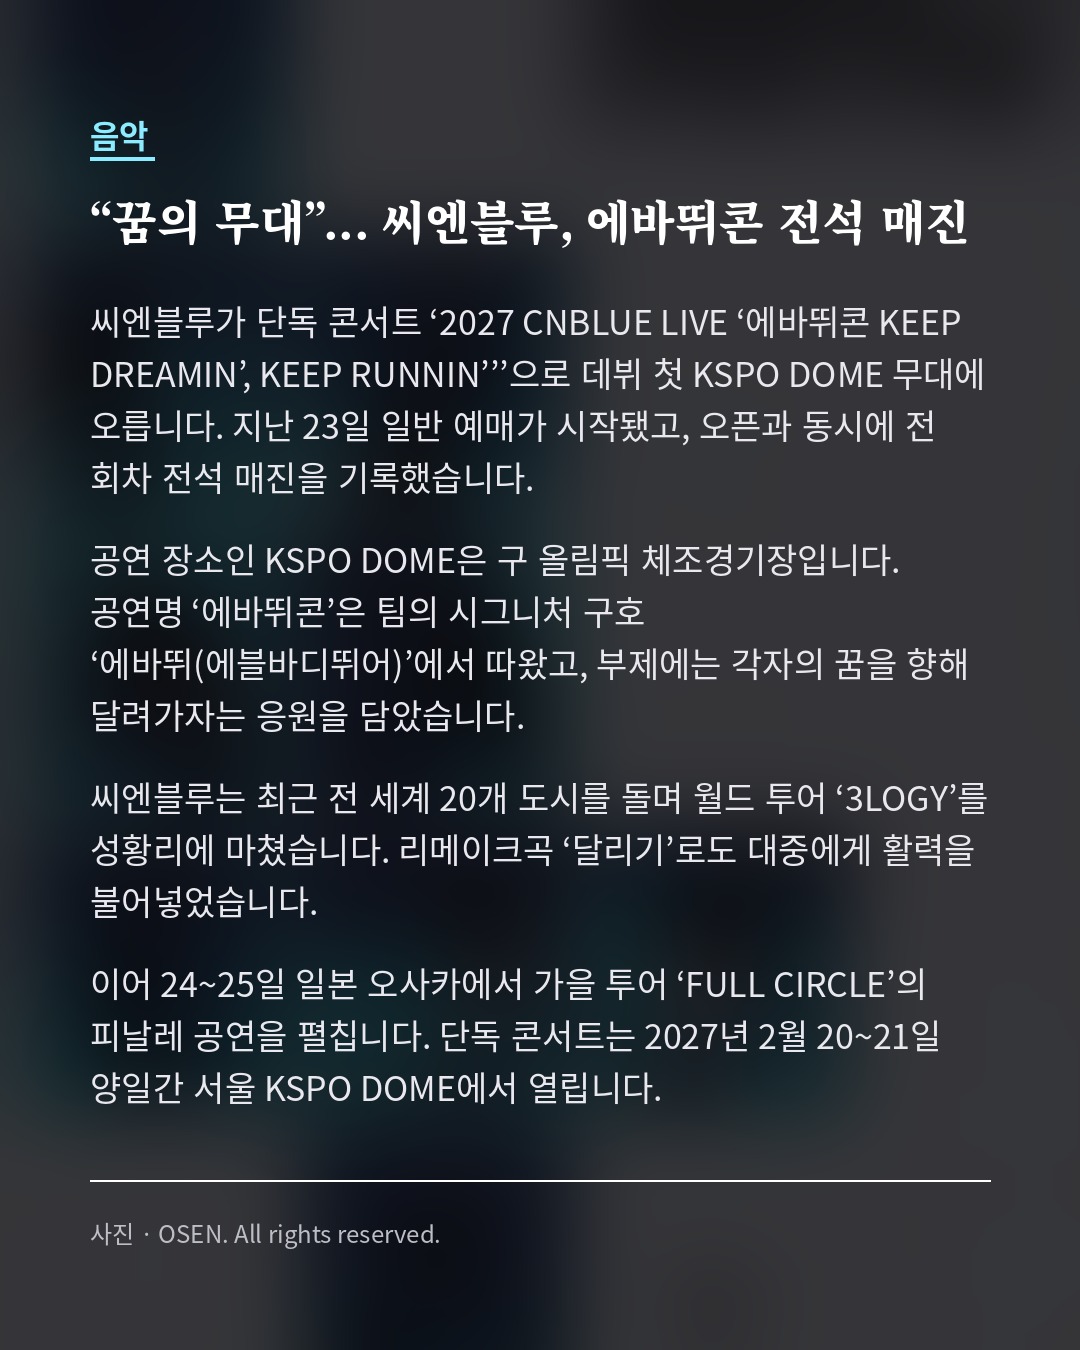 음악
“꿈의 무대”... 씨엔블루, 에바뛰콘 전석 매진
씨엔블루가 단독 콘서트 ‘2027 CNBLUE LIVE ‘에바뛰콘 KEEP
DREAMIN’, KEEP RUNNIN’’’으로 데뷔 첫 KSPO DOME 무대에
오릅니다. 지난 23일 일반 예매가 시작됐고, 오픈과 동시에 전
회차 전석 매진을 기록했습니다.
공연 장소인 KSPO DOME은 구 올림픽 체조경기장입니다.
공연명 ‘에바뛰콘’은 팀의 시그니처 구호
‘에바뛰(에블바디뛰어)’에서 따왔고, 부제에는 각자의 꿈을 향해
달려가자는 응원을 담았습니다.
씨엔블루는 최근 전 세계 20개 도시를 돌며 월드 투어 ‘3LOGY’를
성황리에 마쳤습니다. 리메이크곡 ‘달리기’로도 대중에게 활력을
불어넣었습니다.
이어 24~25일 일본 오사카에서 가을 투어 ‘FULL CIRCLE’의
피날레 공연을 펼칩니다. 단독 콘서트는 2027년 2월 20~21일
양일간 서울 KSPO DOME에서 열립니다.
사진 · OSEN. All rights reserved.